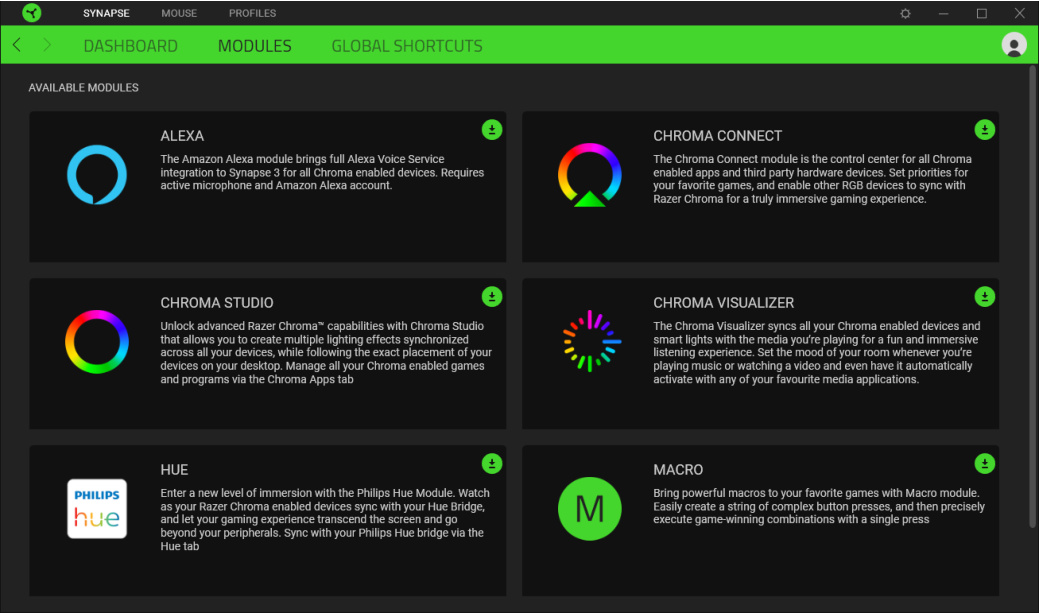 SYNAPSE MOUSE PROFILES
DASHBOARD MODULES GLOBAL SHORTCUTS
AVAILABLE MODULES
ALEXA
The Amazon Alexa module brings full Alexa Voice Service
integration to Synapse 3 for all Chroma enabled devices. Requires
active microphone and Amazon Alexa account.
CHROMA CONNECT
The Chroma Connect module is the control center for all Chroma
enabled apps and third party hardware devices. Set priorities for
your favorite games, and enable other RGB devices to sync with
Razer Chroma for a truly immersive gaming experience.
CHROMA STUDIO
Unlock advanced Razer Chroma™ capabilities with Chroma Studio
that allows you to create multiple lighting effects synchronized
across all your devices, while following the exact placement of your
devices on your desktop. Manage all your Chroma enabled games
and programs via the Chroma Apps tab
CHROMA VISUALIZER
The Chroma Visualizer syncs all your Chroma enabled devices and
smart lights with the media you're playing for a fun and immersive
listening experience. Set the mood of your room whenever you're
playing music or watching a video and even have it automatically
activate with any of your favourite media applications.
PHILIPS
hue
HUE
Enter a new level of immersion with the Philips Hue Module. Watch
as your Razer Chroma enabled devices sync with your Hue Bridge,
and let your gaming experience transcend the screen and go
beyond your peripherals. Sync with your Philips Hue bridge via the
Hue tab
M
MACRO
Bring powerful macros to your favorite games with Macro module.
Easily create a string of complex button presses, and then precisely
execute game-winning combinations with a single press